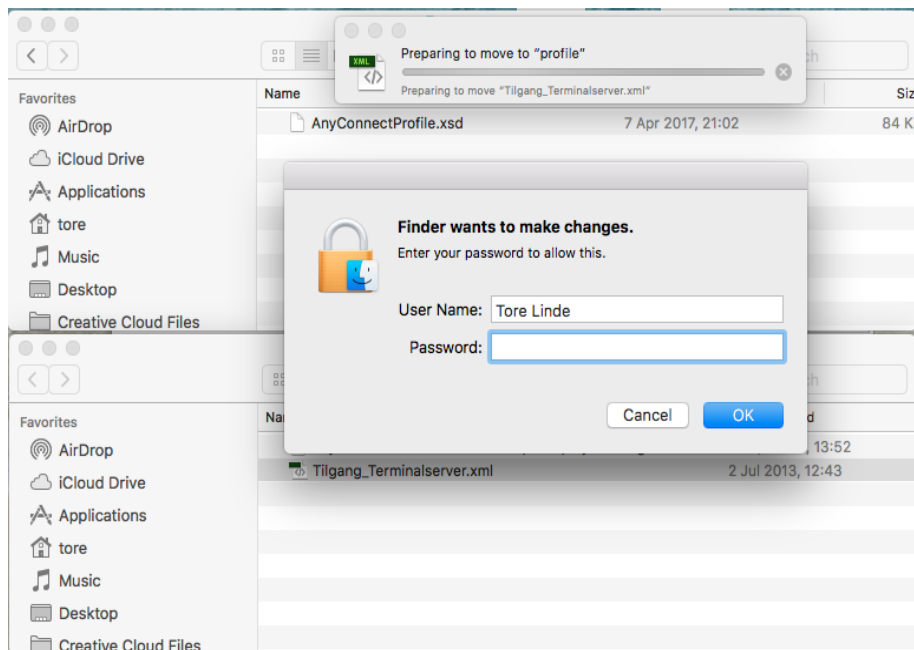 Preparing to move to “profile”
XML
Preparing to move “Tilgang_Terminalserver.xml”
Favorites
Name
Siz
AirDrop
AnyConnectProfile.xsd 7 Apr 2017, 21:02 84 K
iCloud Drive
Applications
tore
Music
Desktop
Creative Cloud Files
Finder wants to make changes.
Enter your password to allow this.
User Name: Tore Linde
Password:
Cancel OK
Favorites
Na
d
AirDrop
13:52
Tilgang_Terminalserver.xml 2 Jul 2013, 12:43
iCloud Drive
Applications
tore
Music
Desktop
Creative Cloud Files